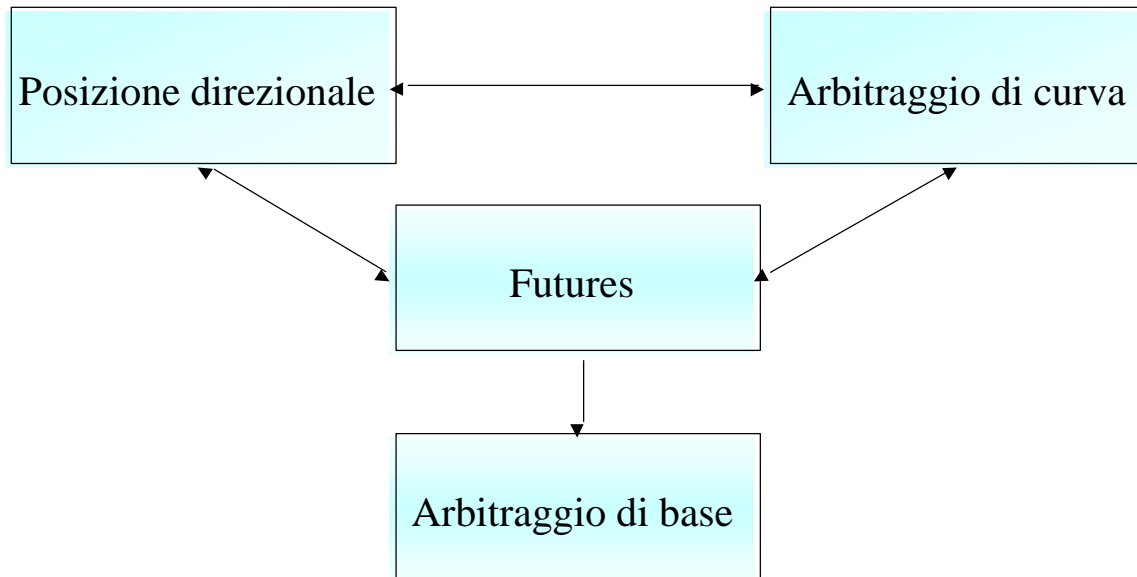 Posizione direzionale
Arbitraggio di curva
Futures
Arbitraggio di base